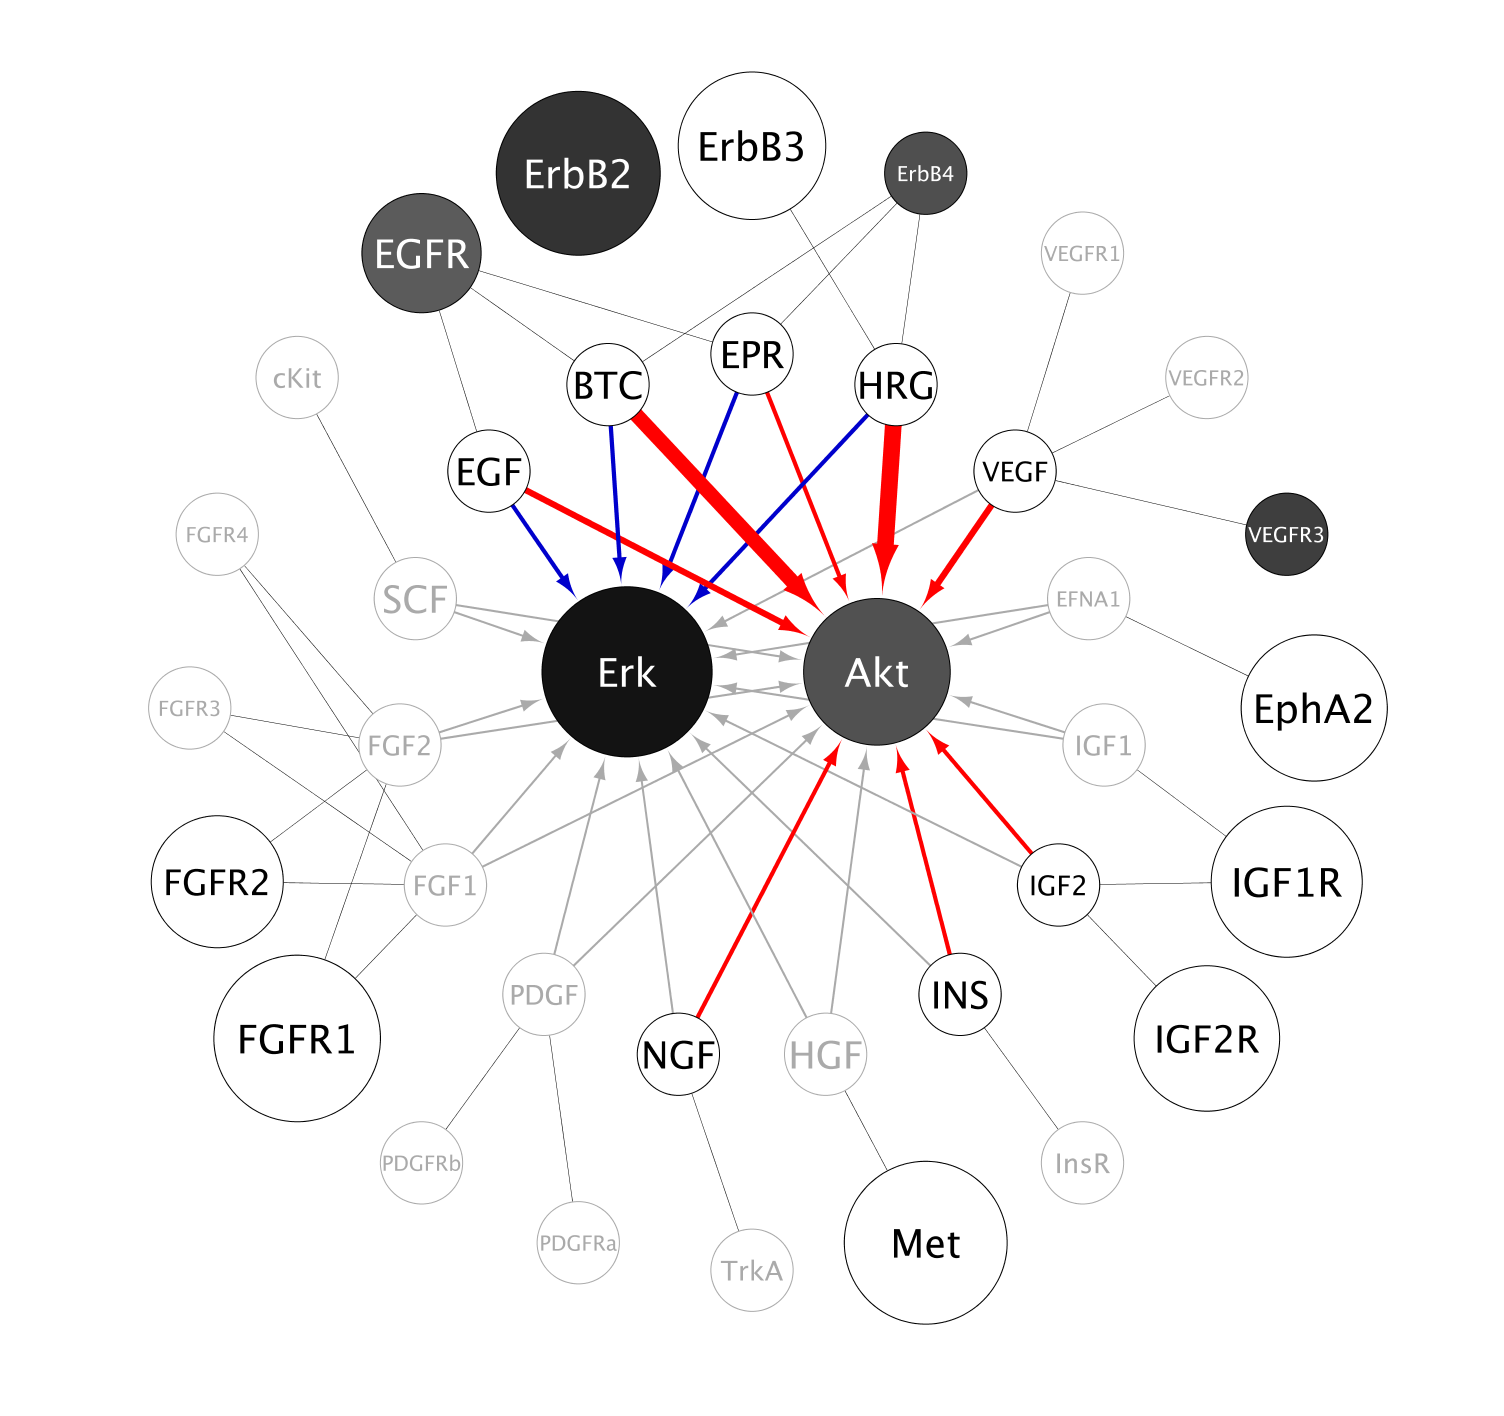 ErbB3
ErbB2
ErbB4
EGFR
VEGFR1
EPR
cKit
BTC
HRG
VEGFR2
EGF
VEGF
FGFR4
VEGFR3
SCF
EFNA1
Erk
Akt
FGFR3
EphA2
FGF2
IGF1
FGFR2
FGF1
IGF2
IGF1R
PDGF
INS
FGFR1
NGF
HGF
IGF2R
PDGFRb
InsR
PDGFRa
Met
TrkA